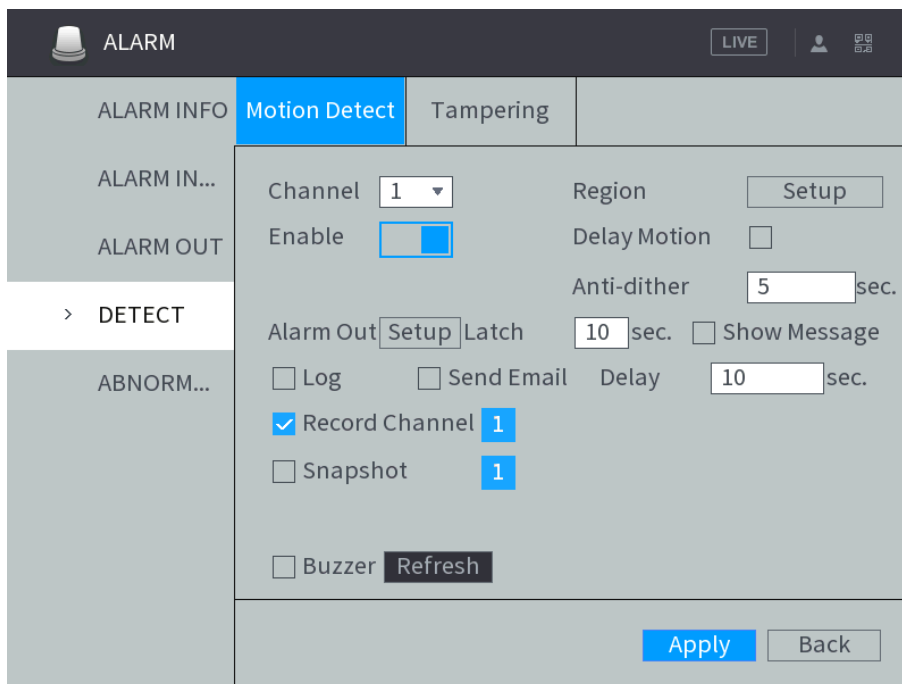 ALARM
LIVE
ALARM INFO
ALARM IN...
ALARM OUT
DETECT
ABNORM...
Motion Detect
Tampering
Channel 1 Region Setup
Enable Delay Motion
Anti-dither 5 sec.
Alarm Out Setup Latch 10 sec. Show Message
Log Send Email Delay 10 sec.
Record Channel 1
Snapshot 1
Buzzer Refresh
Apply Back